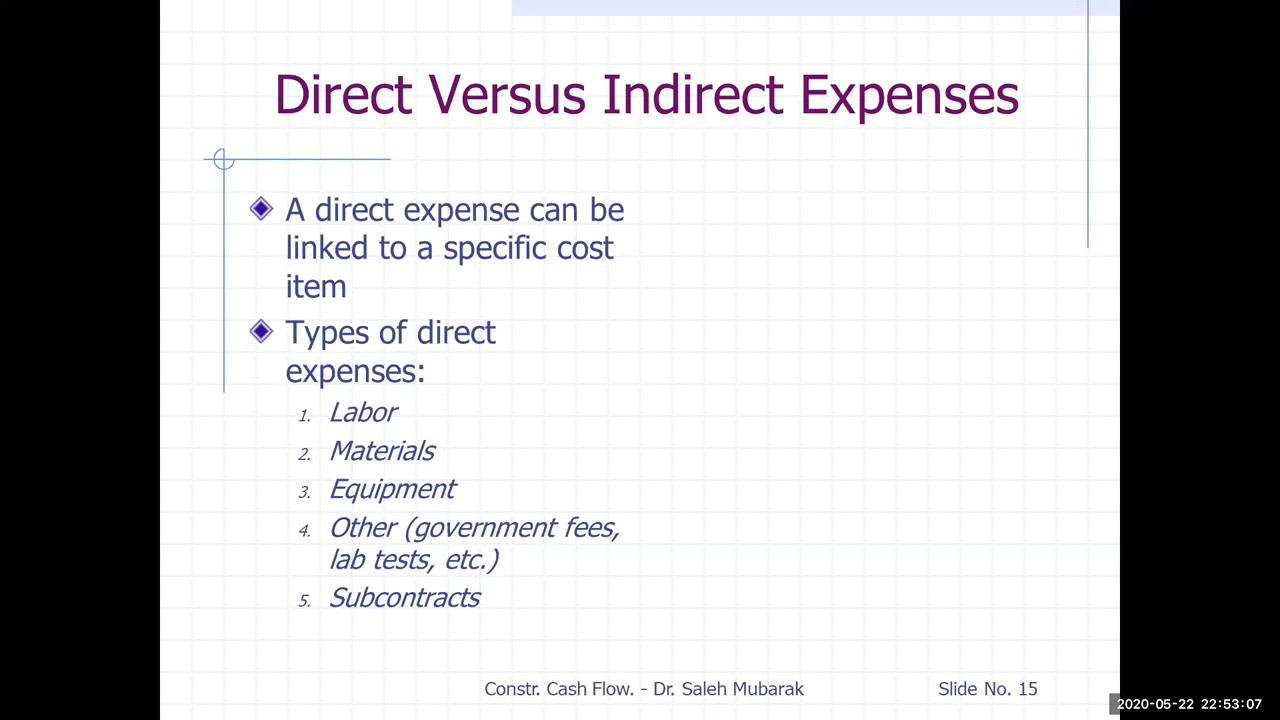 Direct Versus Indirect Expenses
A direct expense can be
linked to a specific cost
item
Types of direct
expenses:
1. Labor
2. Materials
3. Equipment
4. Other (government fees,
lab tests, etc.)
5. Subcontracts
Constr. Cash Flow. - Dr. Saleh Mubarak
Slide No. 15
2020-05-22 22:53:07